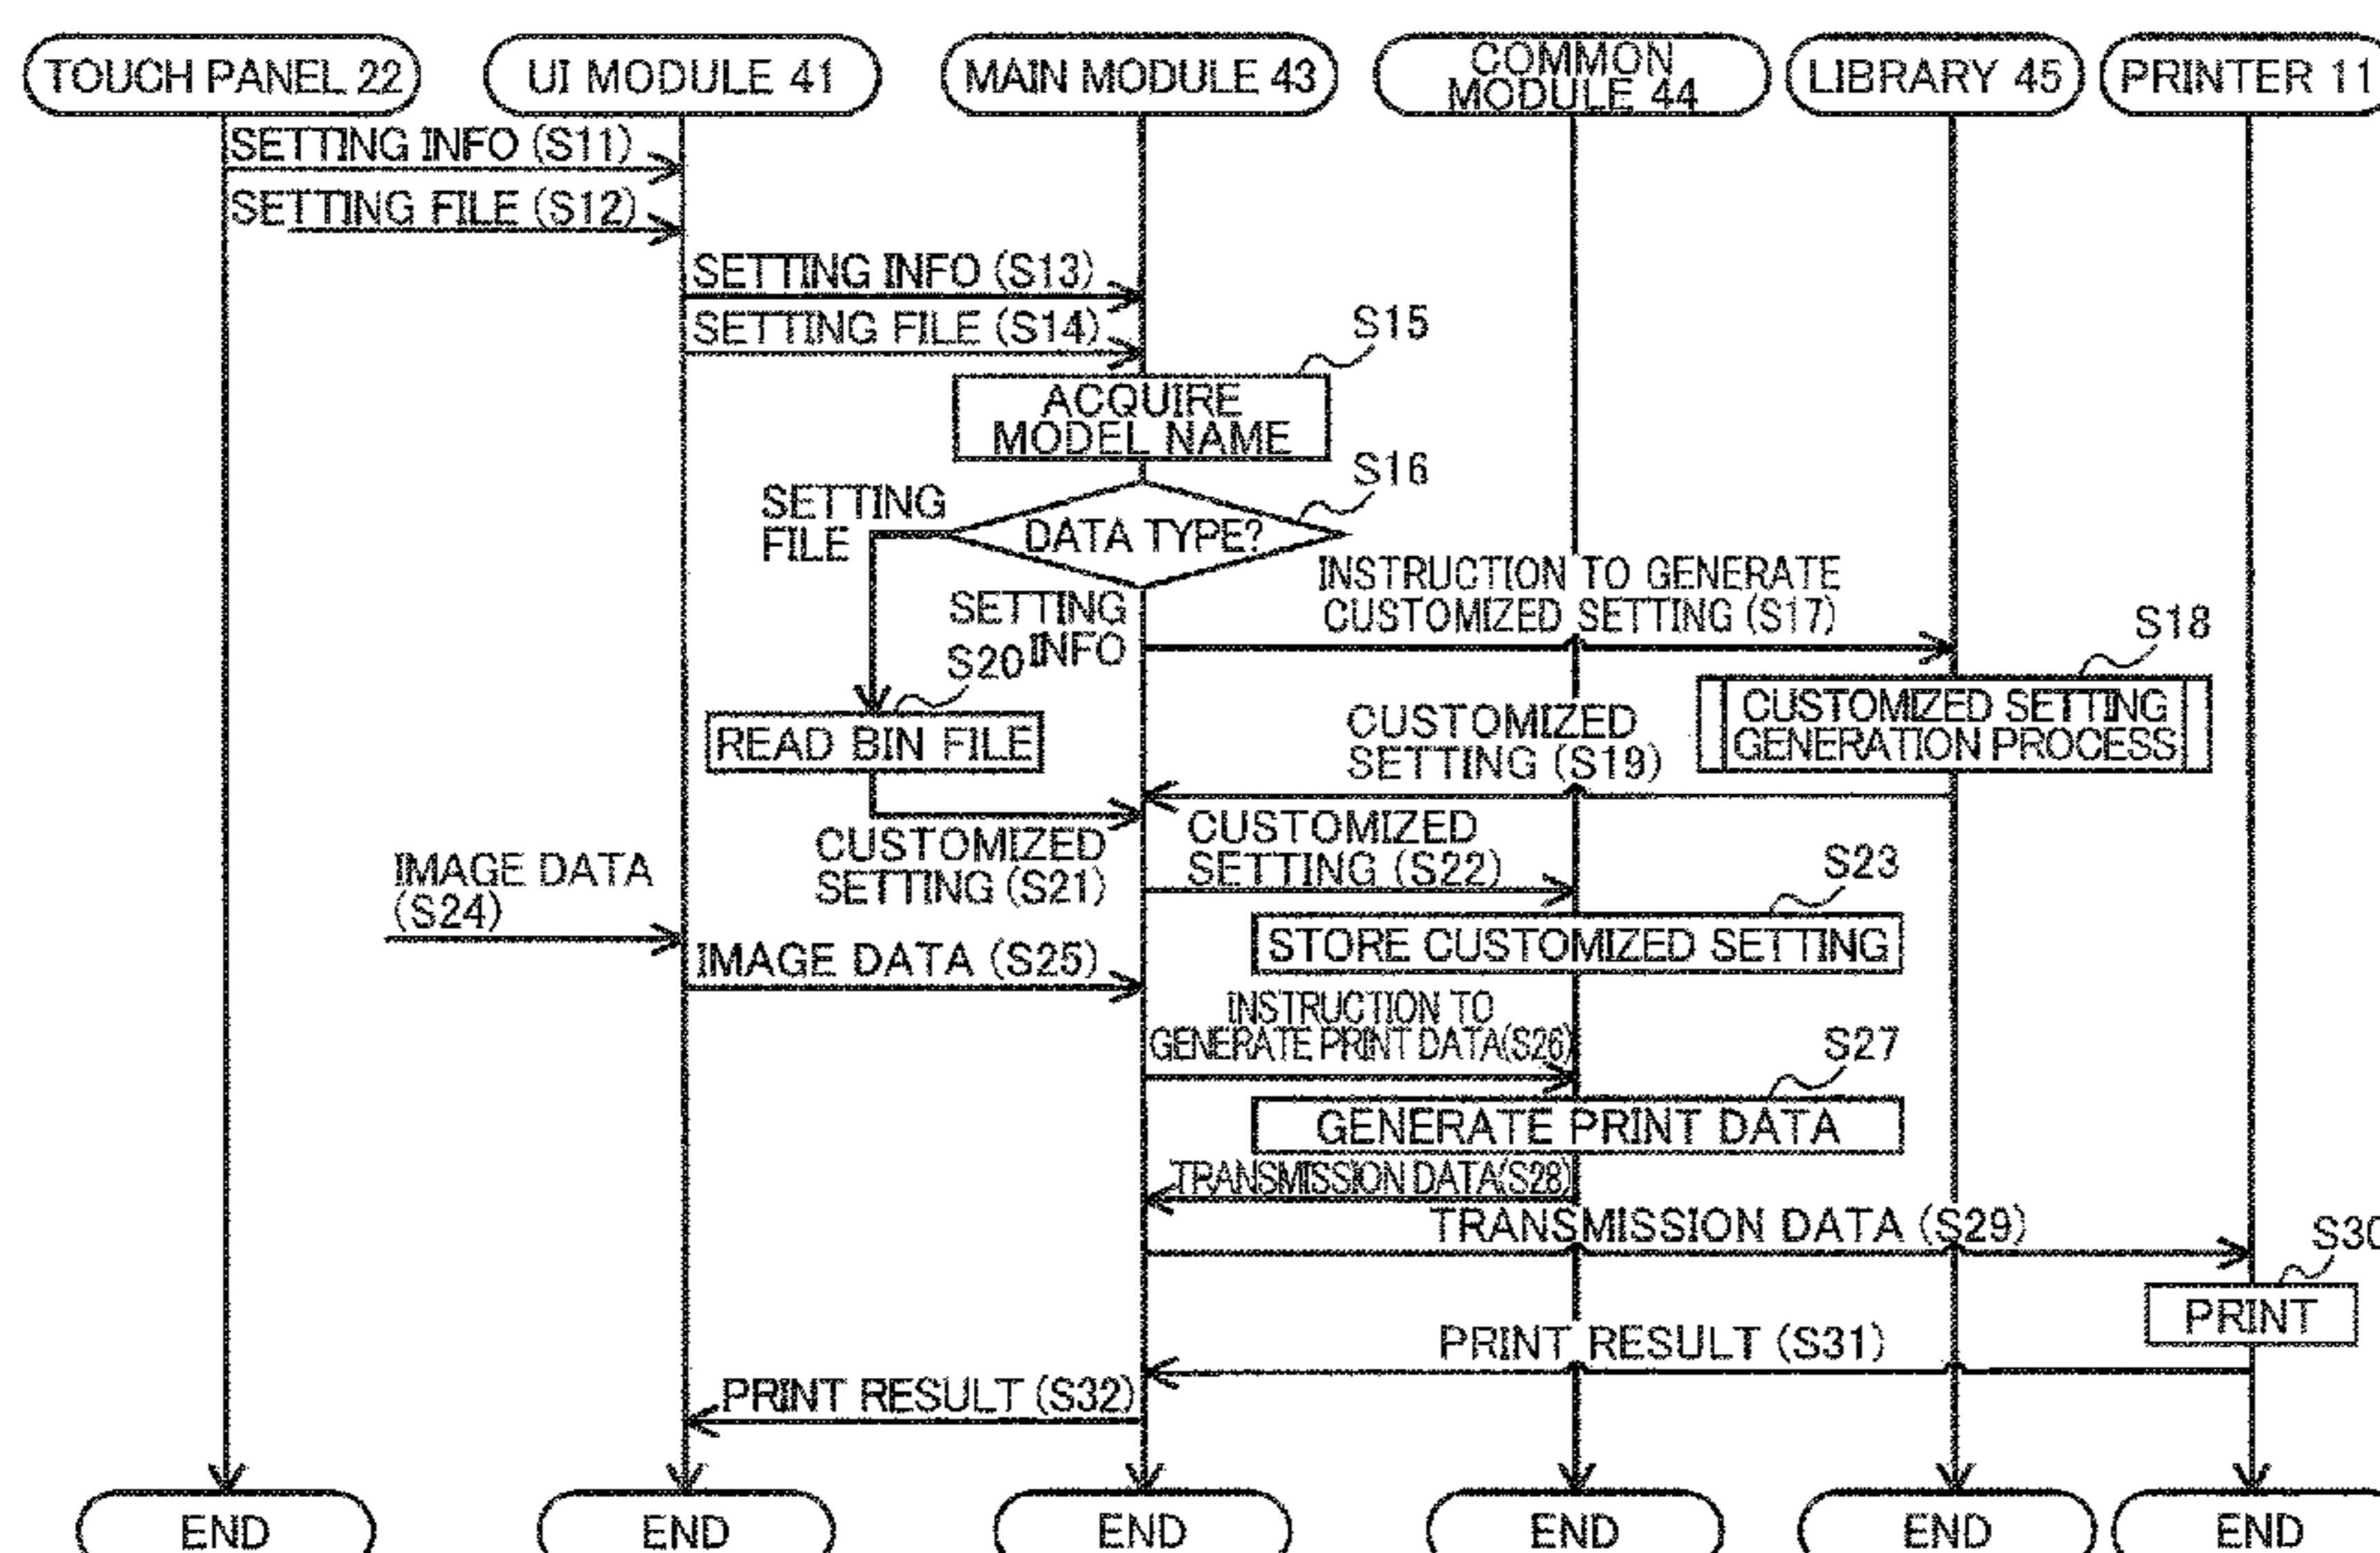 TOUCH PANEL 22
UI MODULE 41
MAIN MODULE 43
COMMON
MODULE 44
LIBRARY 45
PRINTER 11
SETTING INFO (S11)
SETTING FILE (S12)
SETTING INFO (S13)
SETTING FILE (S14)
S15
ACQUIRE
MODEL NAME
S16
SETTING
FILE
DATA TYPE?
SETTING
INFO
INSTRUCTION TO GENERATE
CUSTOMIZED SETTING (S17)
S18
CUSTOMIZED SETTING
GENERATION PROCESS
S20
READ BIN FILE
CUSTOMIZED
SETTING (S19)
CUSTOMIZED
SETTING (S21)
CUSTOMIZED
SETTING (S22)
S23
STORE CUSTOMIZED SETTING
IMAGE DATA
(S24)
IMAGE DATA (S25)
INSTRUCTION TO
GENERATE PRINT DATA(S26)
S27
GENERATE PRINT DATA
TRANSMISSION DATA(S28)
TRANSMISSION DATA (S29)
S30
PRINT
PRINT RESULT (S31)
PRINT RESULT (S32)
END
END
END
END
END
END